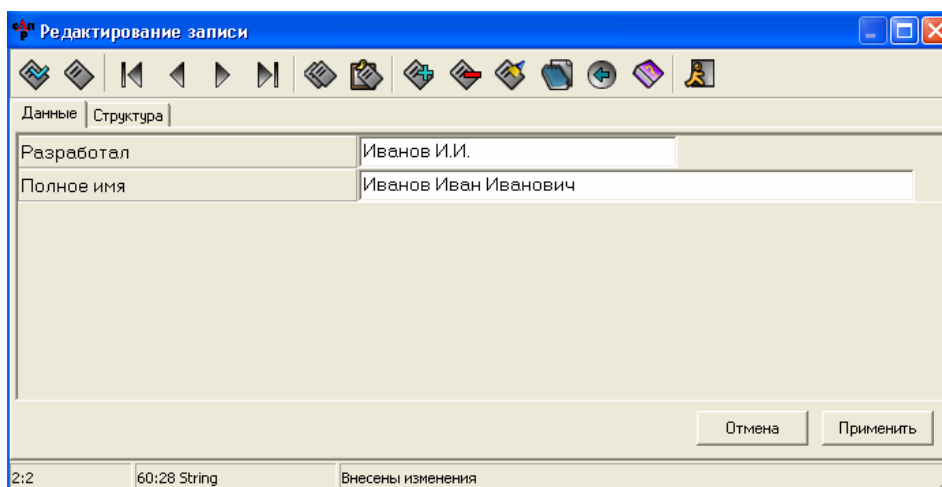 Редактирование записи
Данные Структура
Разработал Иванов И.И.
Полное имя Иванов Иван Иванович
Отмена Применить
2:2 60:28 String Внесены изменения